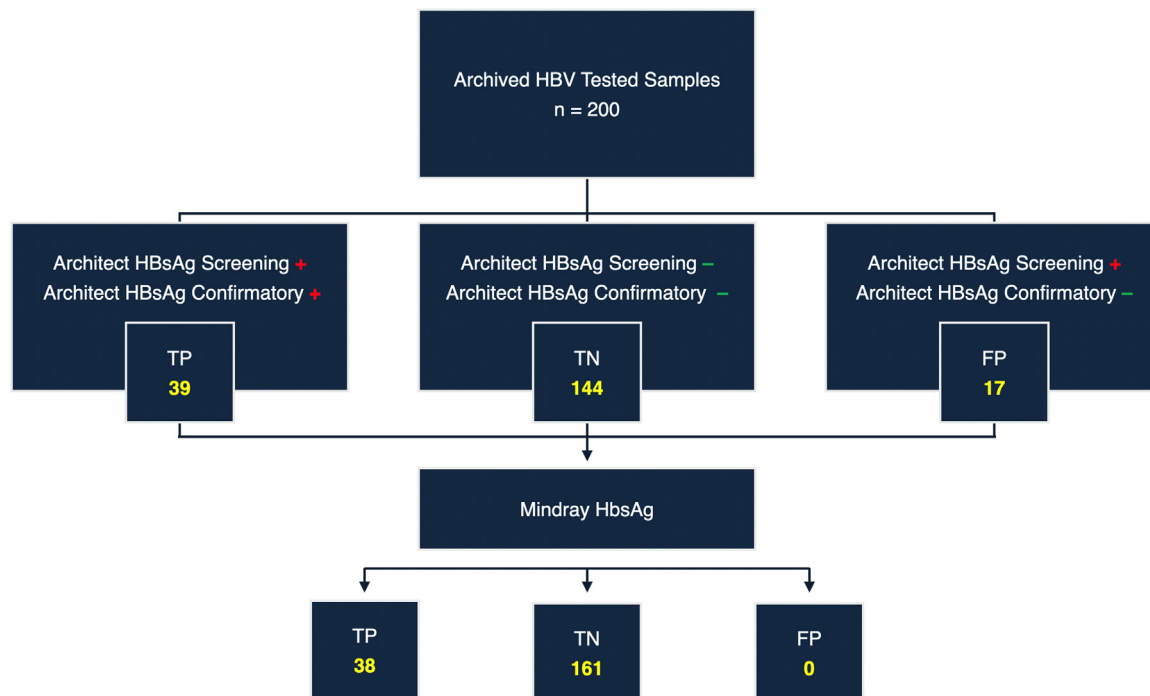 Archived HBV Tested Samples
n = 200
Architect HBsAg Screening +
Architect HBsAg Confirmatory +
TP
39
Architect HBsAg Screening –
Architect HBsAg Confirmatory –
TN
144
Architect HBsAg Screening +
Architect HBsAg Confirmatory –
FP
17
Mindray HbsAg
TP
38
TN
161
FP
0